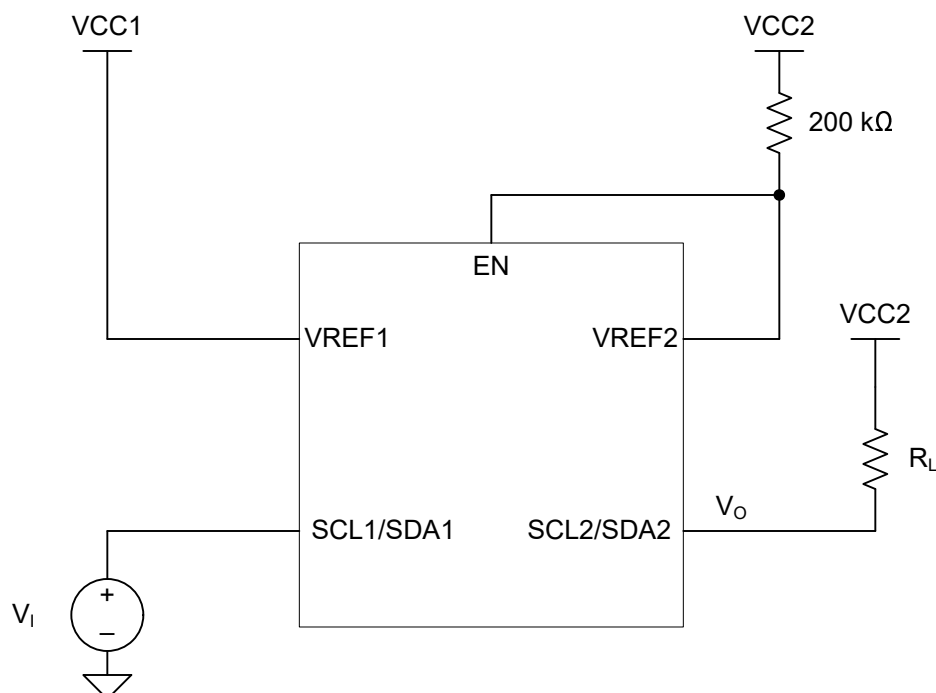 VCC1
VCC2
200 kΩ
EN
VREF1
VREF2
VCC2
RL
SCL1/SDA1
SCL2/SDA2
VO
VI
+
–